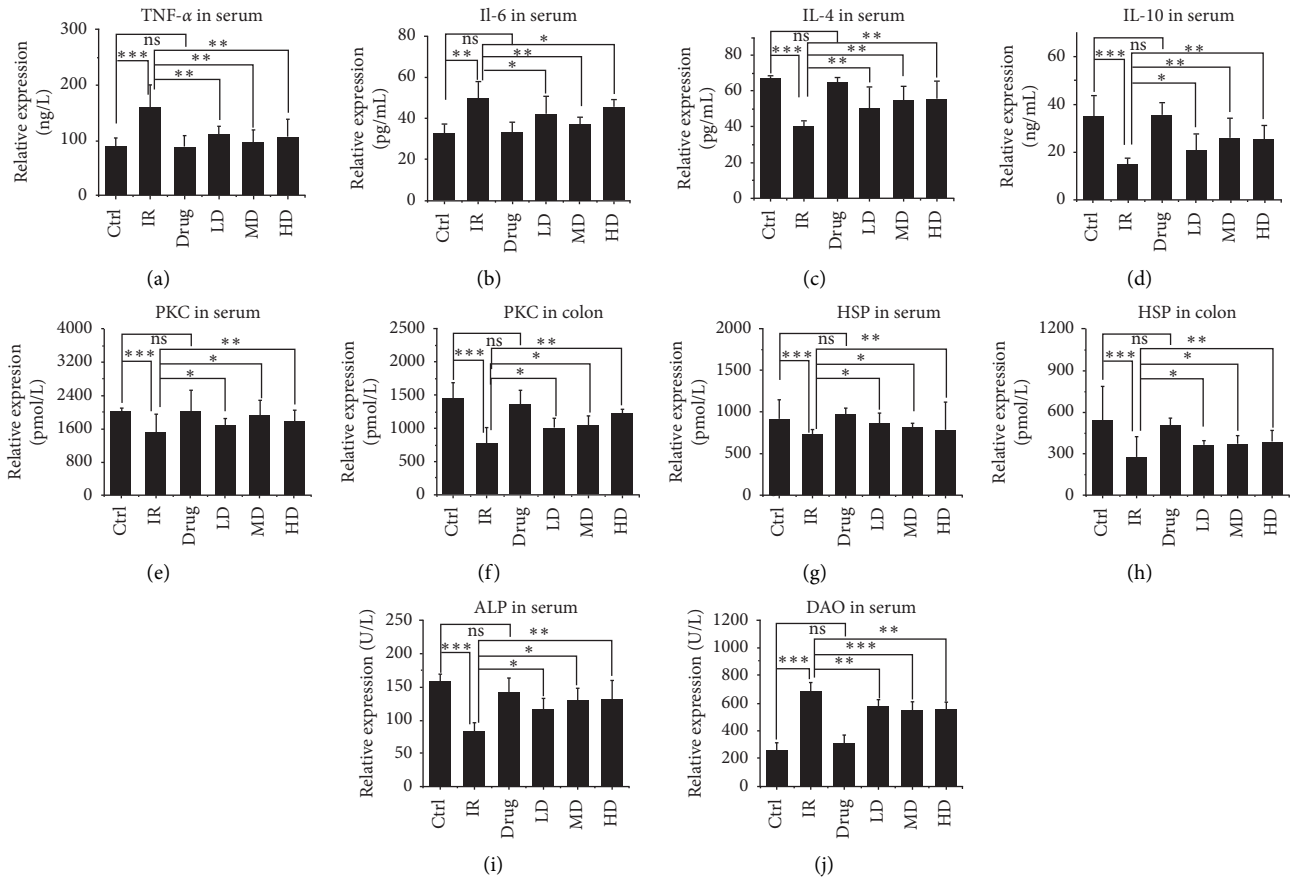 TNF-α in serum
Relative expression
(ng/L)
300
200
100
0
ns
**
***
**
**
Ctrl
IR
Drug
LD
MD
HD
(a)
Il-6 in serum
Relative expression
(pg/mL)
80
60
40
20
0
ns
*
**
**
*
Ctrl
IR
Drug
LD
MD
HD
(b)
IL-4 in serum
Relative expression
(pg/mL)
80
60
40
20
0
ns
**
***
**
**
Ctrl
IR
Drug
LD
MD
HD
(c)
IL-10 in serum
Relative expression
(ng/mL)
60
40
20
0
ns
**
***
**
*
Ctrl
IR
Drug
LD
MD
HD
(d)
PKC in serum
Relative expresion
(pmol/L)
4000
3200
2400
1600
800
0
ns
**
***
*
*
Ctrl
IR
Drug
LD
MD
HD
(e)
PKC in colon
Relative expression
(pmol/L)
2500
2000
1500
1000
500
0
ns
**
***
*
*
Ctrl
IR
Drug
LD
MD
HD
(f)
HSP in serum
Relative expression
(pmol/L)
2000
1500
1000
500
0
ns
**
***
*
*
Ctrl
IR
Drug
LD
MD
HD
(g)
HSP in colon
Relative expression
(pmol/L)
1200
900
600
300
0
ns
**
***
*
*
Ctrl
IR
Drug
LD
MD
HD
(h)
ALP in serum
Relative expression (U/L)
250
200
150
100
50
0
ns
**
***
*
*
Ctrl
IR
Drug
LD
MD
HD
(i)
DAO in serum
Relative expression (U/L)
1200
1000
800
600
400
200
0
ns
**
***
***
**
Ctrl
IR
Drug
LD
MD
HD
(j)